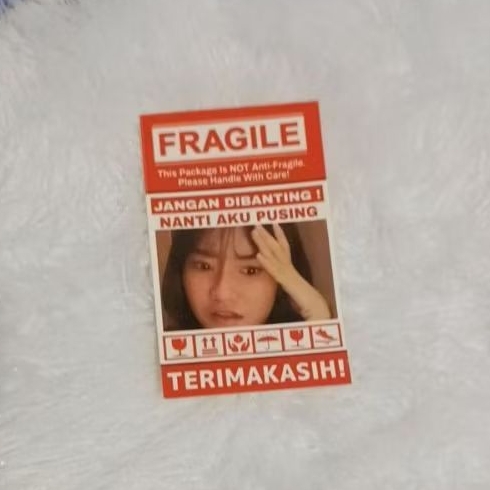 FRAGILE
This Package Is NOT Anti-Fragile.
Please Handle With Care!
JANGAN DIBANTING !
NANTI AKU PUSING
TERIMAKASIH!